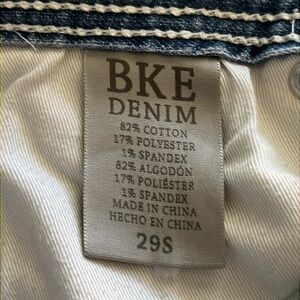 BKE
DENIM
82% COTTON
17% POLYESTER
1% SPANDEX
82% ALGODÓN
17% POLIÉSTER
1% SPANDEX
MADE IN CHINA
HECHO EN CHINA
29S